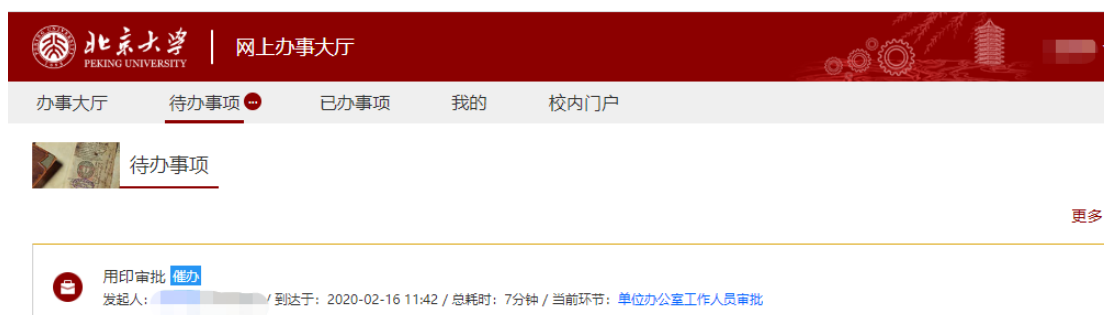 北京大学 网上办事大厅
PEKING UNIVERSITY
办事大厅 待办事项 已办事项 我的 校内门户
待办事项
更多
用印审批 催办
发起人： / 到达于：2020-02-16 11:42 / 总耗时：7分钟 / 当前环节：单位办公室工作人员审批